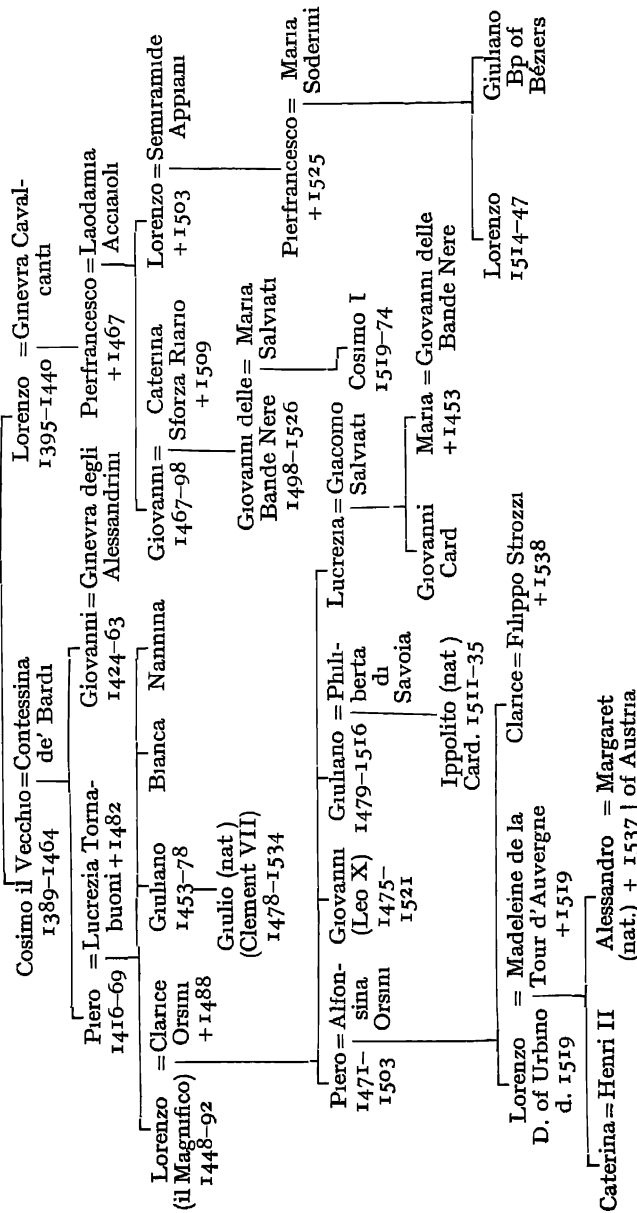 Cosimo il Vecchio = Contessina
1389–1464 de' Bardi
Lorenzo = Ginevra Caval-
1395–1440 canti
Piero = Lucrezia Torna-
1416–69 buoni + 1482
Giovanni = Ginevra degli
1424–63 Alessandrini
Pierfrancesco = Laodamia
+ 1467 Acciaioli
Lorenzo = Clarice
(il Magnifico) Orsini
1448–92 + 1488
Giuliano
1453–78
Bianca
Nannina
Giovanni = Caterina
1467–98 Sforza Riario
+ 1509
Lorenzo = Semiramide
+ 1503 Appiani
Giulio (nat)
(Clement VII)
1478–1534
Giovanni delle = Maria
Bande Nere Salviati
1498–1526
Pierfrancesco = Maria
+ 1525 Soderini
Piero = Alfon-
1471– sina
1503 Orsini
Giovanni
(Leo X)
1475–
1521
Giuliano = Phili-
1479–1516 berta
di
Savoia
Lucrezia = Giacomo
Salviati
Cosimo I
1519–74
Ippolito (nat)
Card. 1511–35
Giovanni
Card
Maria = Giovanni delle
+ 1453 Bande Nere
Lorenzo
1514–47
Giuliano
Bp of
Béziers
Lorenzo = Madeleine de la
D. of Urbino Tour d'Auvergne
d. 1519 + 1519
Clarice = Filippo Strozzi
+ 1538
Caterina = Henri II
Alessandro = Margaret
(nat.) + 1537 of Austria